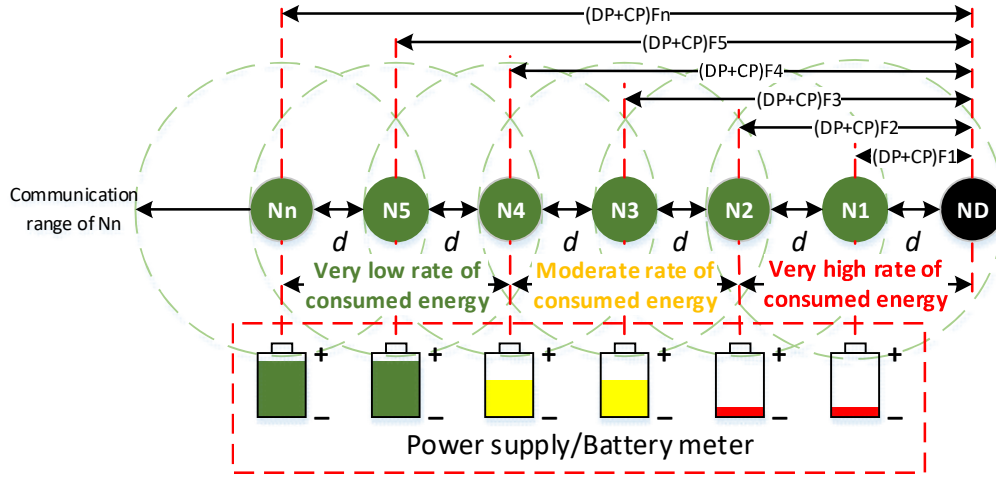 (DP+CP)Fn
(DP+CP)F5
(DP+CP)F4
(DP+CP)F3
(DP+CP)F2
(DP+CP)F1
Communication
range of Nn
Nn N5 N4 N3 N2 N1 ND
d d d d d d
Very low rate of
consumed energy
Moderate rate of
consumed energy
Very high rate of
consumed energy
+ + + + + +
− − − − − −
Power supply/Battery meter